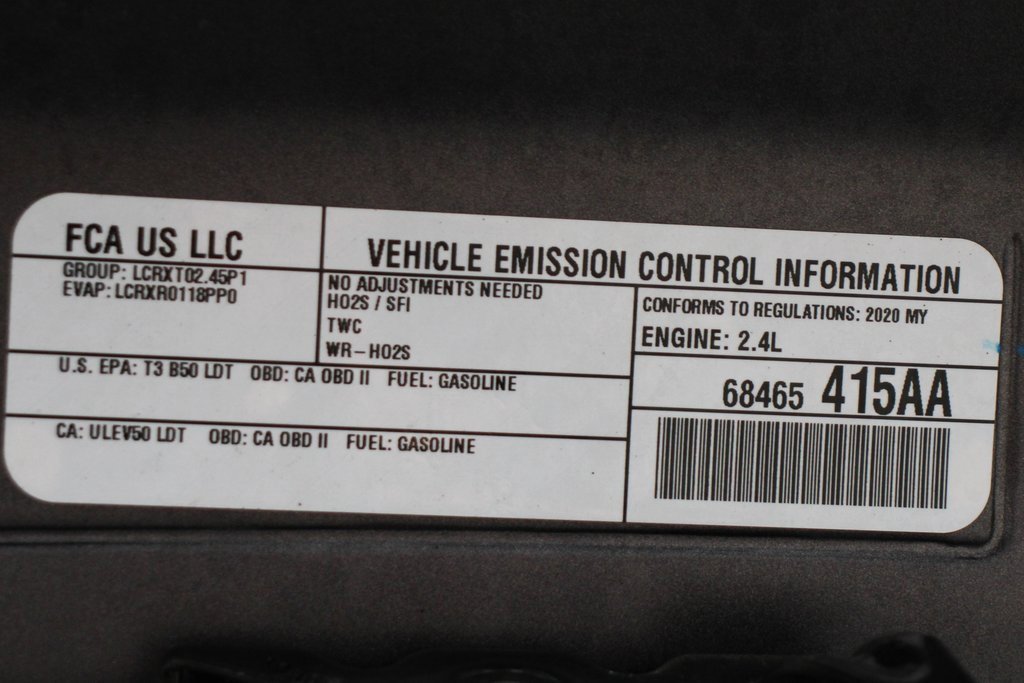 FCA US LLC
VEHICLE EMISSION CONTROL INFORMATION
GROUP: LCRXT02.45P1
EVAP: LCRXR0118PP0
NO ADJUSTMENTS NEEDED
HO2S / SFI
TWC
WR-HO2S
CONFORMS TO REGULATIONS: 2020 MY
ENGINE: 2.4L
U.S. EPA: T3 B50 LDT OBD: CA OBD II FUEL: GASOLINE
68465 415AA
CA: ULEV50 LDT OBD: CA OBD II FUEL: GASOLINE